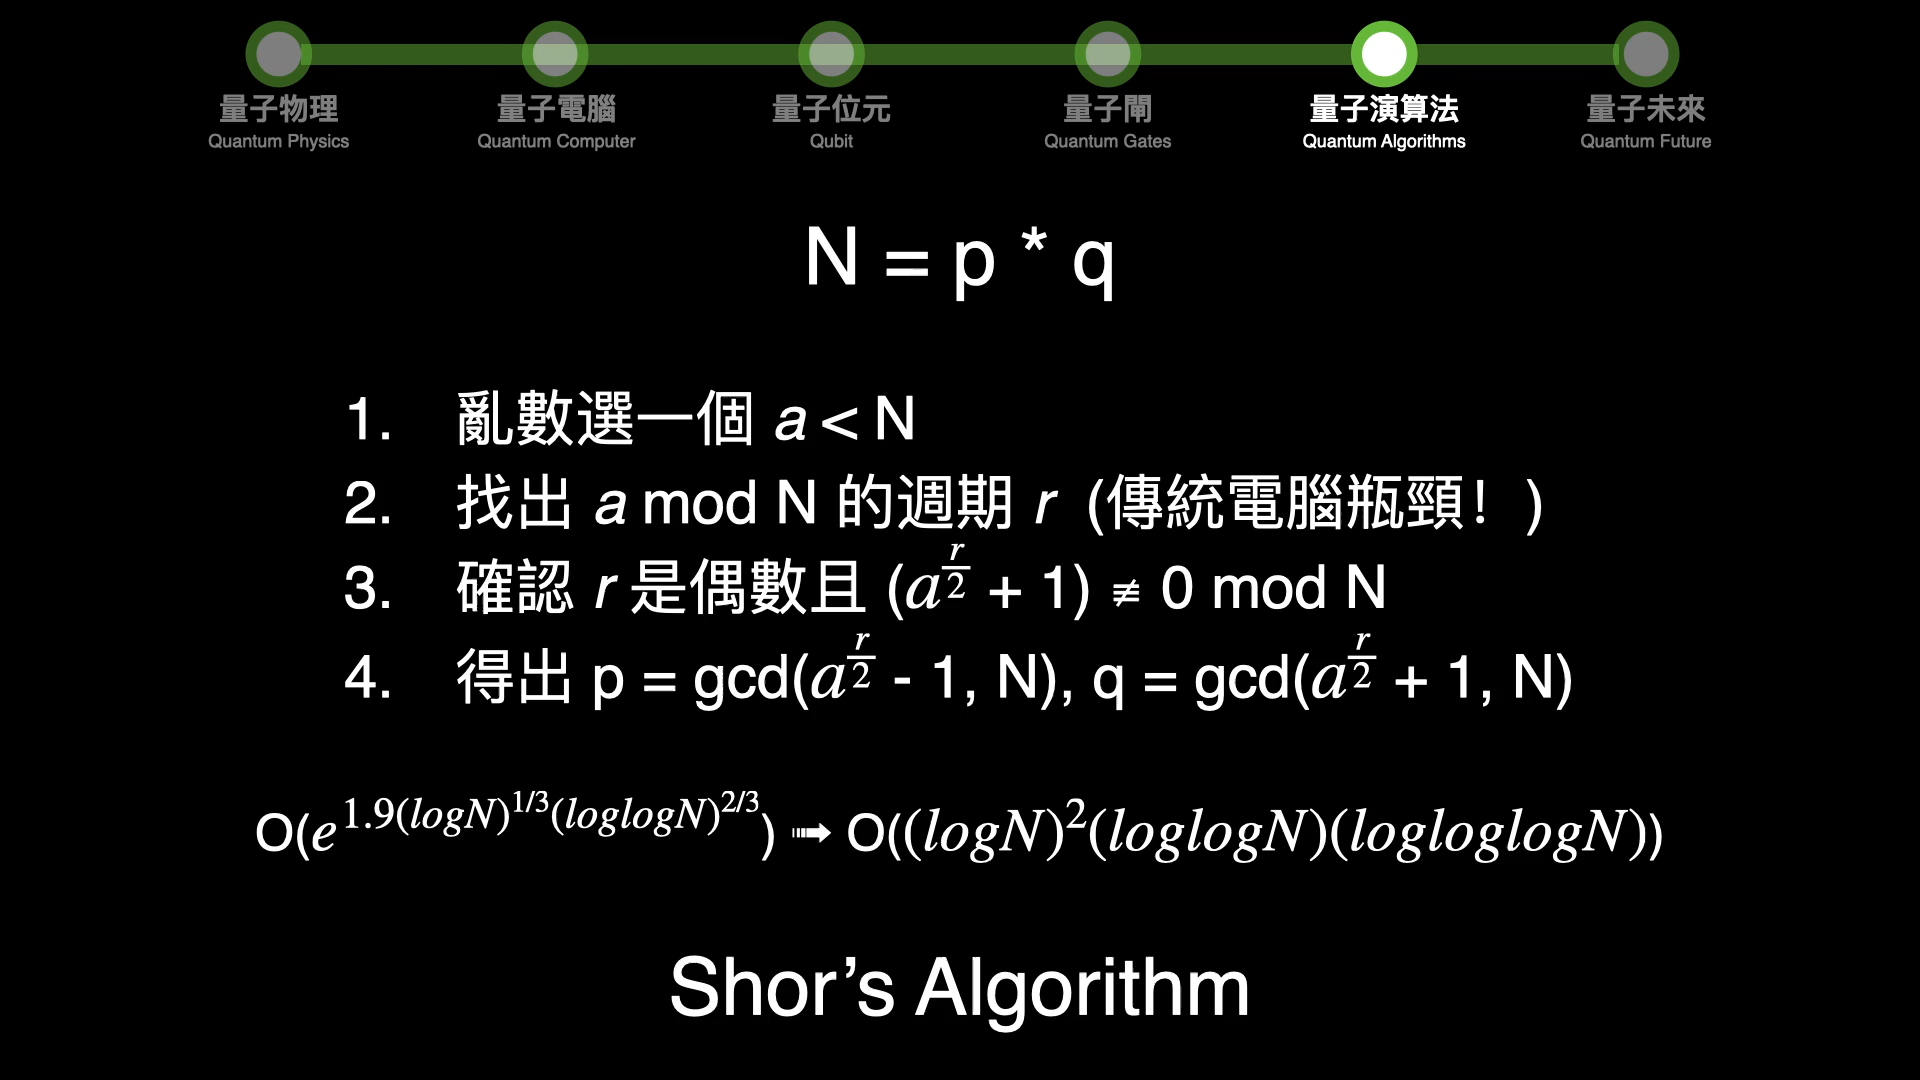 量子物理 量子電腦 量子位元 量子閘 量子演算法 量子未來
Quantum Physics Quantum Computer Qubit Quantum Gates Quantum Algorithms Quantum Future
N = p * q
1. 亂數選一個 a < N
2. 找出 a mod N 的週期 r (傳統電腦瓶頸！)
3. 確認 r 是偶數且 (a^{r/2} + 1) ≢ 0 mod N
4. 得出 p = gcd(a^{r/2} - 1, N), q = gcd(a^{r/2} + 1, N)
O(e^{1.9(logN)^{1/3}(loglogN)^{2/3}}) ➟ O((logN)^2(loglogN)(logloglogN))
Shor’s Algorithm